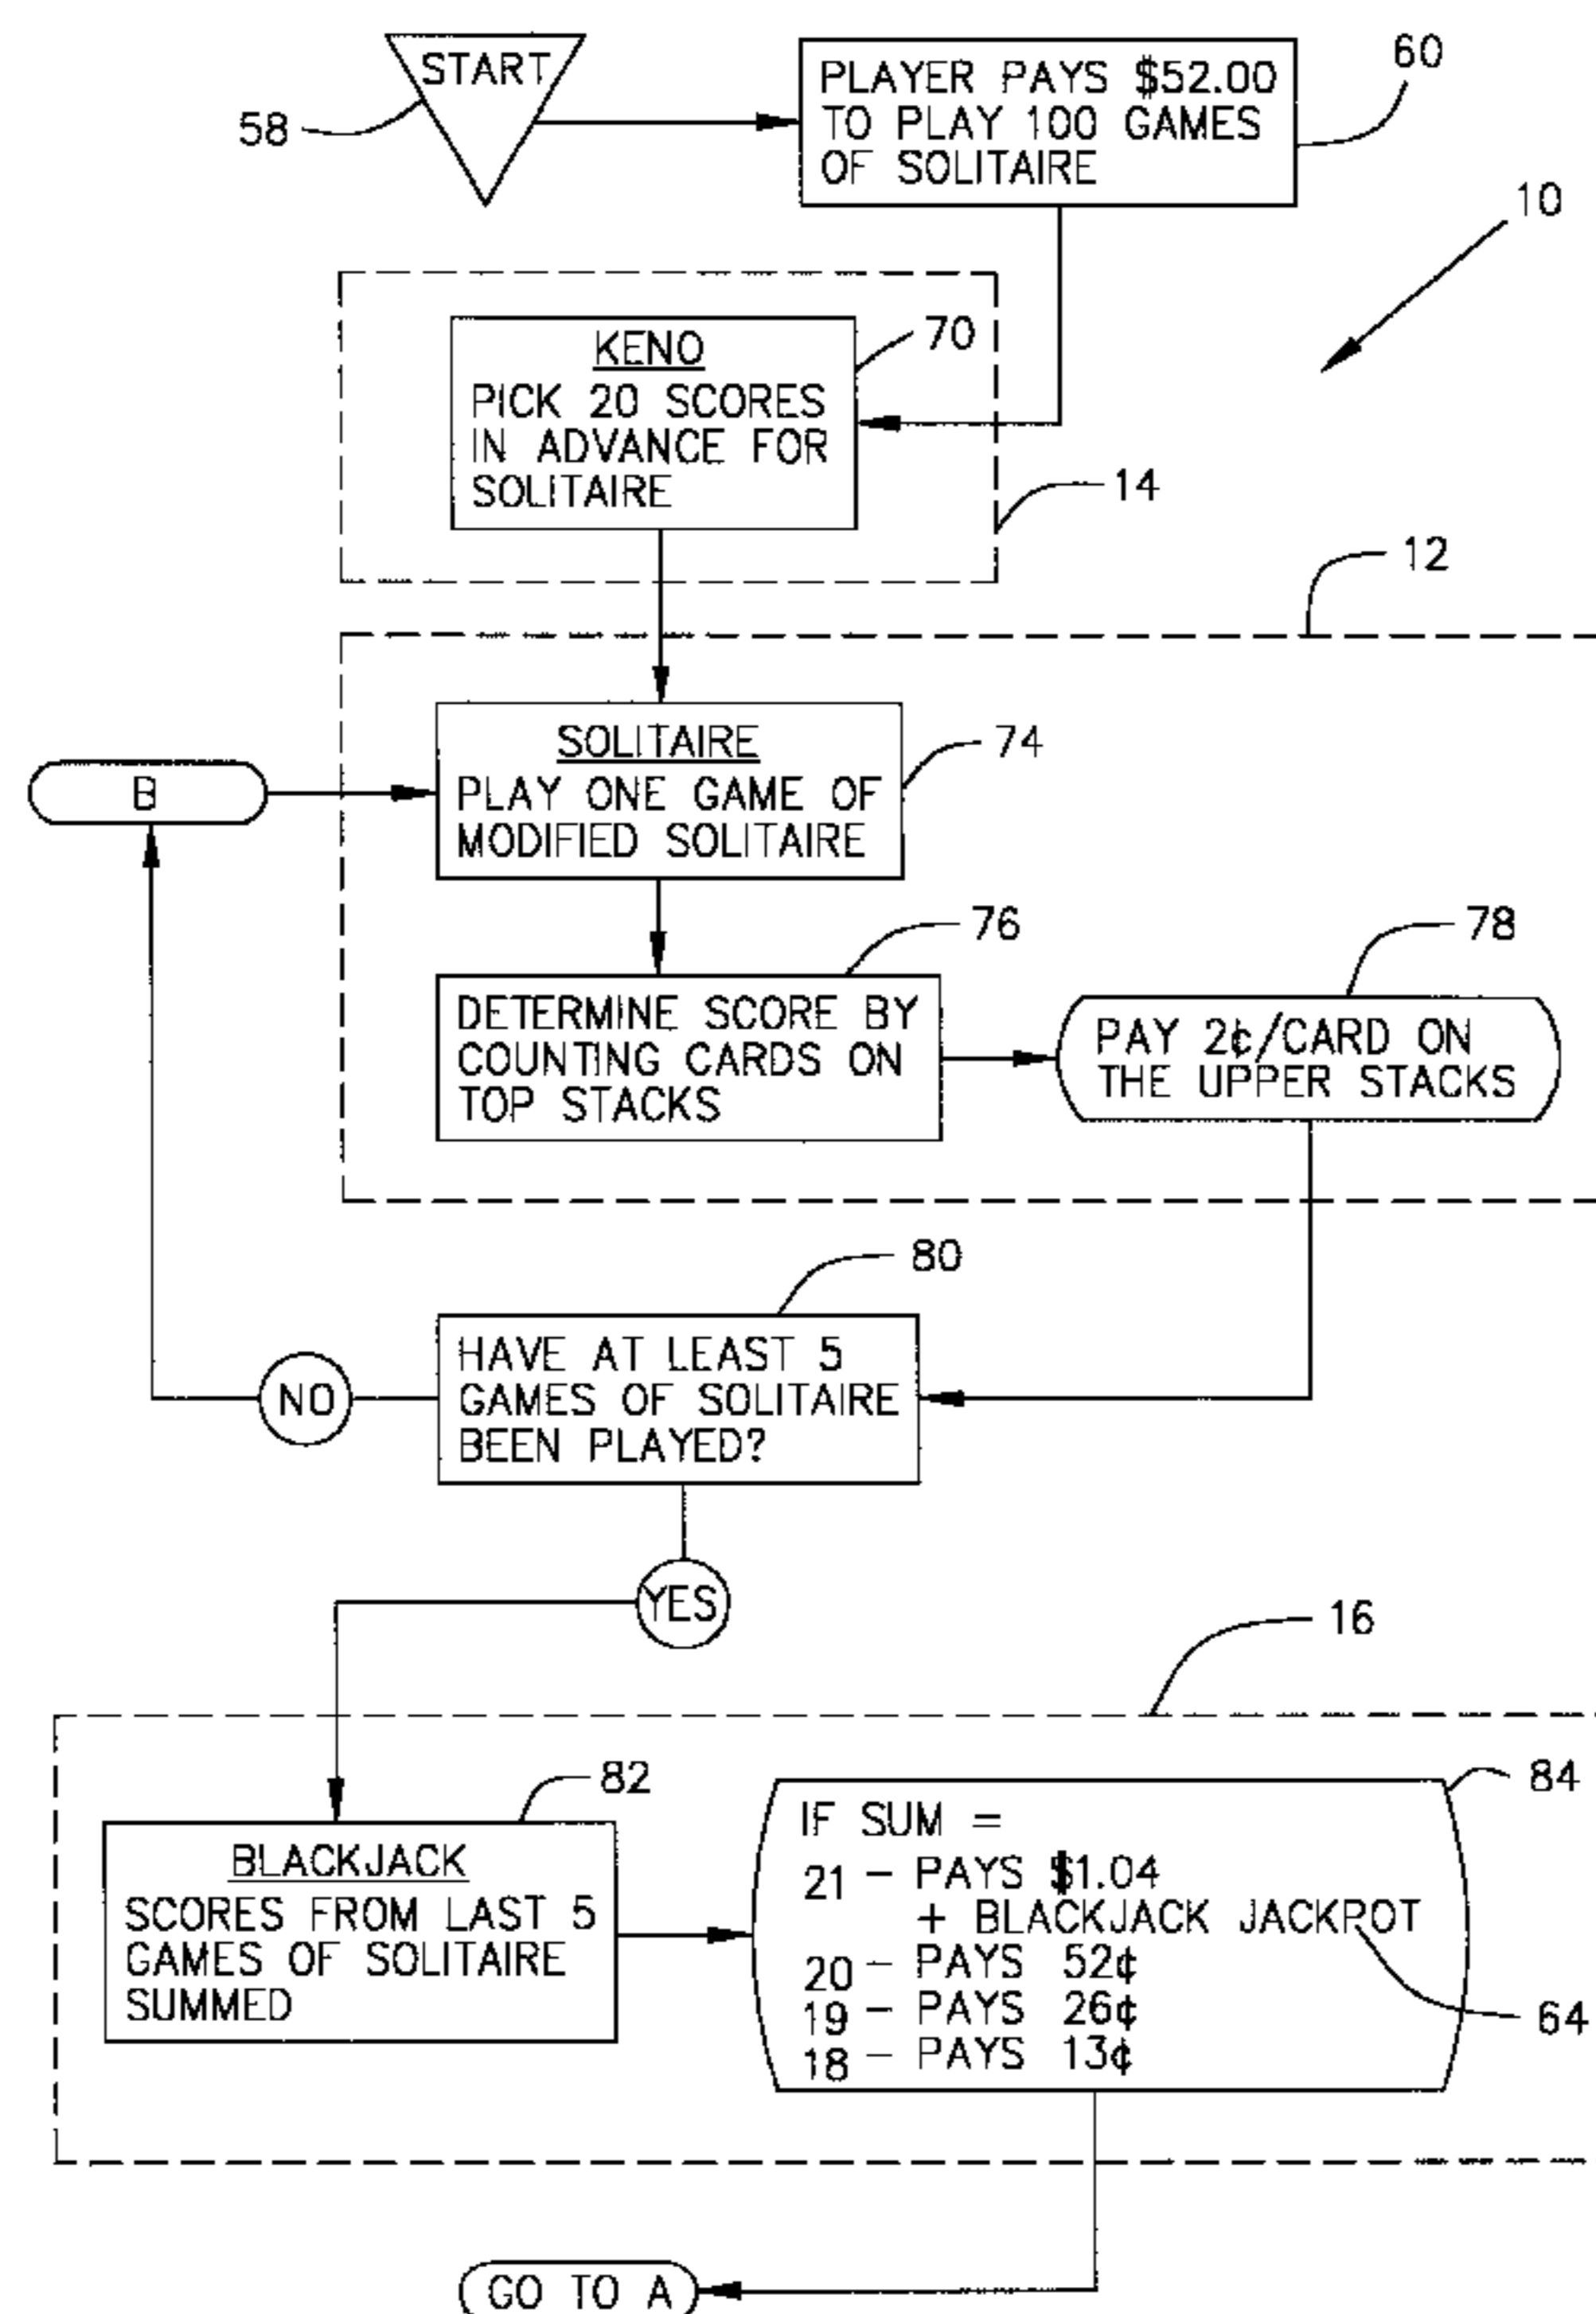 START
58
PLAYER PAYS $52.00
TO PLAY 100 GAMES
OF SOLITAIRE
60
10
KENO
PICK 20 SCORES
IN ADVANCE FOR
SOLITAIRE
70
14
12
SOLITAIRE
PLAY ONE GAME OF
MODIFIED SOLITAIRE
74
B
76
78
DETERMINE SCORE BY
COUNTING CARDS ON
TOP STACKS
PAY 2¢/CARD ON
THE UPPER STACKS
80
HAVE AT LEAST 5
GAMES OF SOLITAIRE
BEEN PLAYED?
NO
YES
16
82
BLACKJACK
SCORES FROM LAST 5
GAMES OF SOLITAIRE
SUMMED
84
IF SUM =
21 - PAYS $1.04
+ BLACKJACK JACKPOT
20 - PAYS 52¢
19 - PAYS 26¢
18 - PAYS 13¢
64
GO TO A